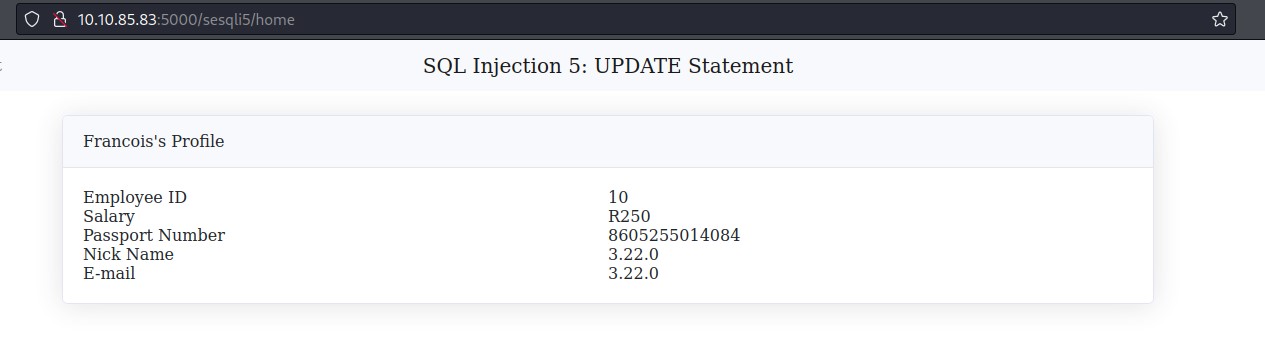 10.10.85.83:5000/sesqli5/home
SQL Injection 5: UPDATE Statement
Francois's Profile
Employee ID 10
Salary R250
Passport Number 8605255014084
Nick Name 3.22.0
E-mail 3.22.0